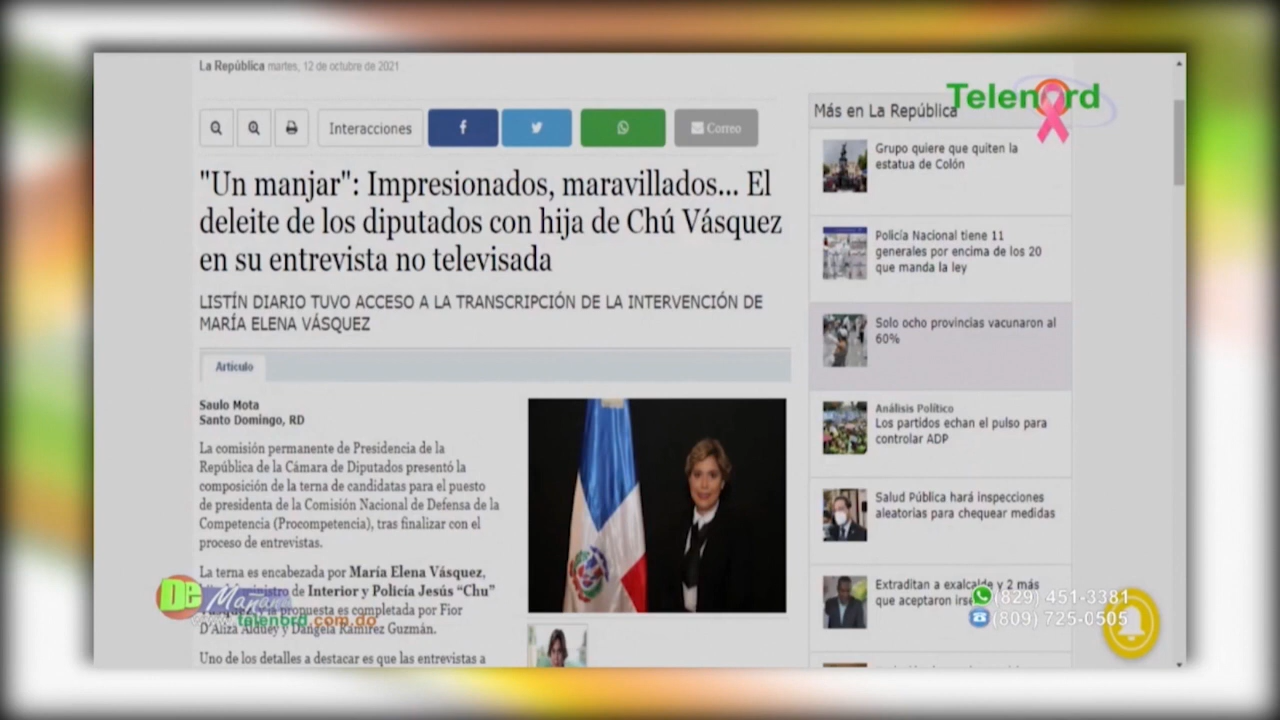 La República martes, 12 de octubre de 2021
Interacciones
Correo
"Un manjar": Impresionados, maravillados... El
deleite de los diputados con hija de Chú Vásquez
en su entrevista no televisada
LISTÍN DIARIO TUVO ACCESO A LA TRANSCRIPCIÓN DE LA INTERVENCIÓN DE
MARÍA ELENA VÁSQUEZ
Artículo
Saulo Mota
Santo Domingo, RD
La comisión permanente de Presidencia de la
República de la Cámara de Diputados presentó la
composición de la terna de candidatas para el puesto
de presidenta de la Comisión Nacional de Defensa de la
Competencia (Procompetencia), tras finalizar con el
proceso de entrevistas.
La terna es encabezada por María Elena Vásquez,
de Interior y Policía Jesús “Chu”
la propuesta es completada por Fior
D’Aliza Alduey y Dangela Ramírez Guzmán.
Uno de los detalles a destacar es que las entrevistas a
De Mañana
telenord.com.do
Telenord
Más en La República
Grupo quiere que quiten la
estatua de Colón
Policía Nacional tiene 11
generales por encima de los 20
que manda la ley
Solo ocho provincias vacunaron al
60%
Análisis Político
Los partidos echan el pulso para
controlar ADP
Salud Pública hará inspecciones
aleatorias para chequear medidas
Extraditan a exalcalde y 2 más
que aceptaron
(829) 451-3381
(809) 725-0505